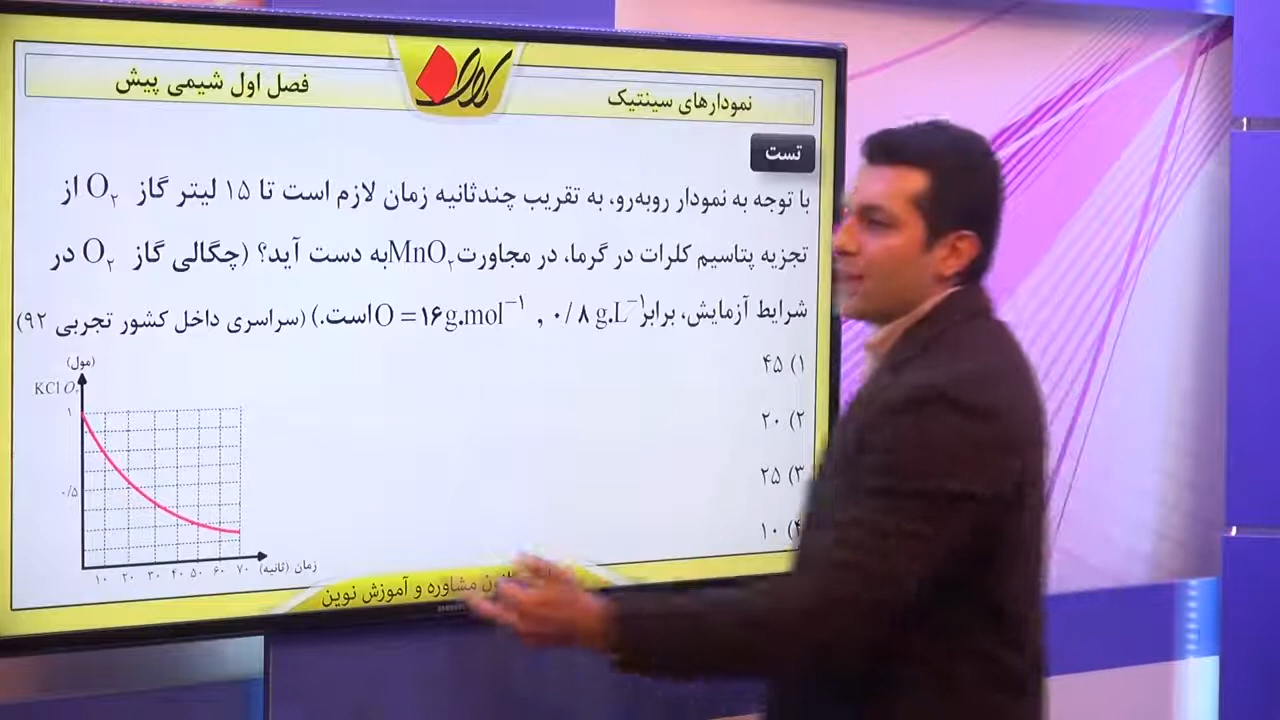 نمودارهای سینتیک
فصل اول شیمی پیش
تست
با توجه به نمودار روبه‌رو، به تقریب چندثانیه زمان لازم است تا ۱۵ لیتر گاز O۲ از
تجزیه پتاسیم کلرات در گرما، در مجاورت MnO۲ به دست آید؟ (چگالی گاز O۲ در
شرایط آزمایش، برابر ۰/۸ g.L⁻¹ , O = ۱۶g.mol⁻¹ است.) (سراسری داخل کشور تجربی ۹۲)
۱) ۴۵
۲) ۲۰
۳) ۲۵
۴) ۱۰
(مول)
KClO
۱
۰/۵
۱۰ ۲۰ ۳۰ ۴۰ ۵۰ ۶۰ ۷۰ زمان (ثانیه)
مشاوره و آموزش نوین